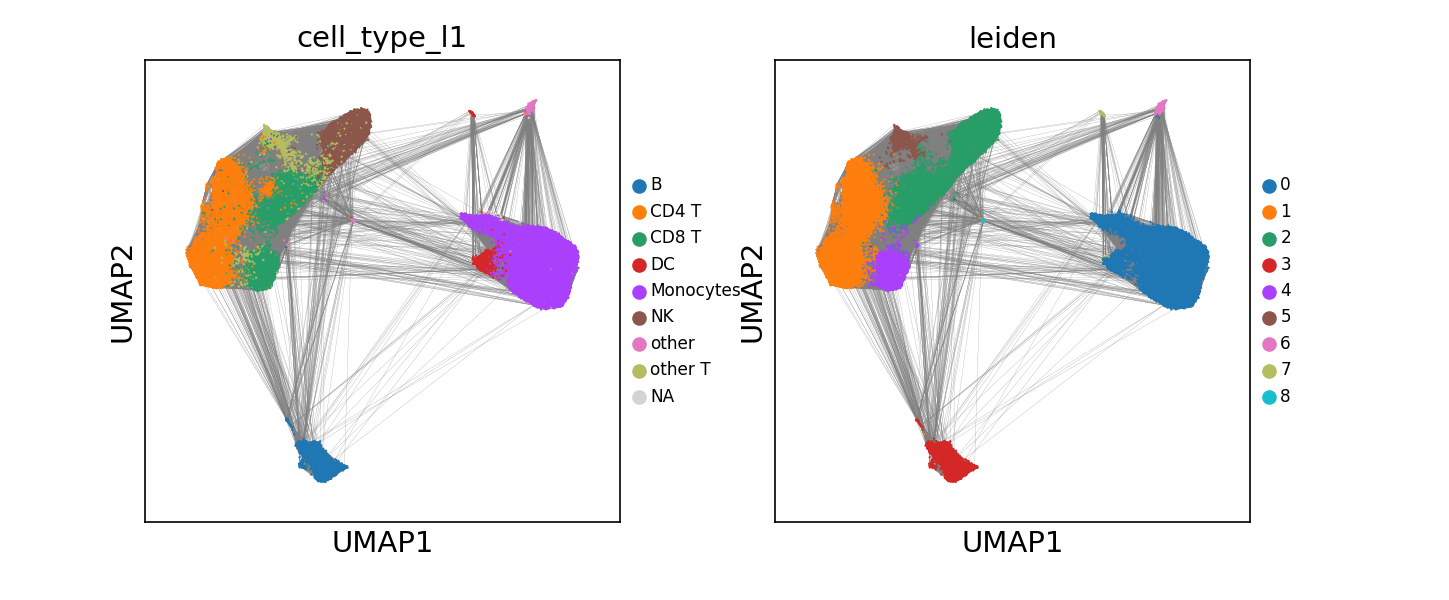 cell_type_l1
UMAP2
UMAP1
B
CD4 T
CD8 T
DC
Monocytes
NK
other
other T
NA
leiden
UMAP2
UMAP1
0
1
2
3
4
5
6
7
8